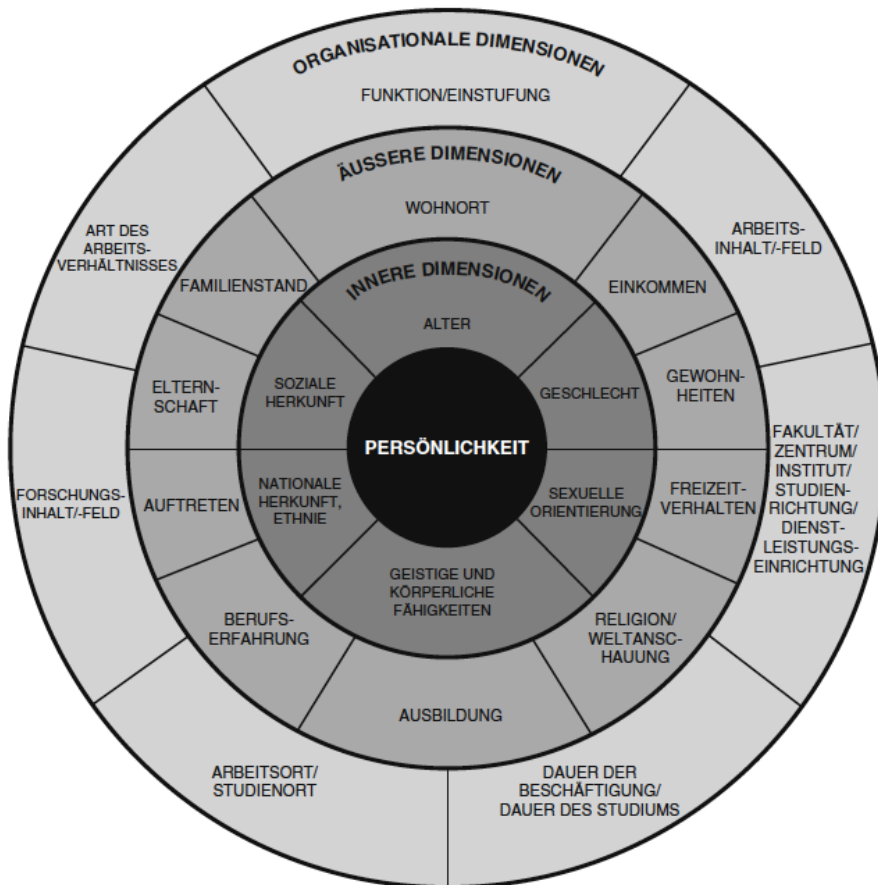 ORGANISATIONALE DIMENSIONEN
FUNKTION/EINSTUFUNG
ARBEITS-
INHALT/-FELD
FAKULTÄT/
ZENTRUM/
INSTITUT/
STUDIEN-
RICHTUNG/
DIENST-
LEISTUNGS-
EINRICHTUNG
DAUER DER
BESCHÄFTIGUNG/
DAUER DES STUDIUMS
ARBEITSORT/
STUDIENORT
FORSCHUNGS-
INHALT/-FELD
ART DES
ARBEITS-
VERHÄLTNISSES
ÄUSSERE DIMENSIONEN
WOHNORT
EINKOMMEN
GEWOHN-
HEITEN
FREIZEIT-
VERHALTEN
RELIGION/
WELTANSC-
HAUUNG
AUSBILDUNG
BERUFS-
ERFAHRUNG
AUFTRETEN
ELTERN-
SCHAFT
FAMILIENSTAND
INNERE DIMENSIONEN
ALTER
GESCHLECHT
SEXUELLE
ORIENTIERUNG
GEISTIGE UND
KÖRPERLICHE
FÄHIGKEITEN
NATIONALE
HERKUNFT,
ETHNIE
SOZIALE
HERKUNFT
PERSÖNLICHKEIT